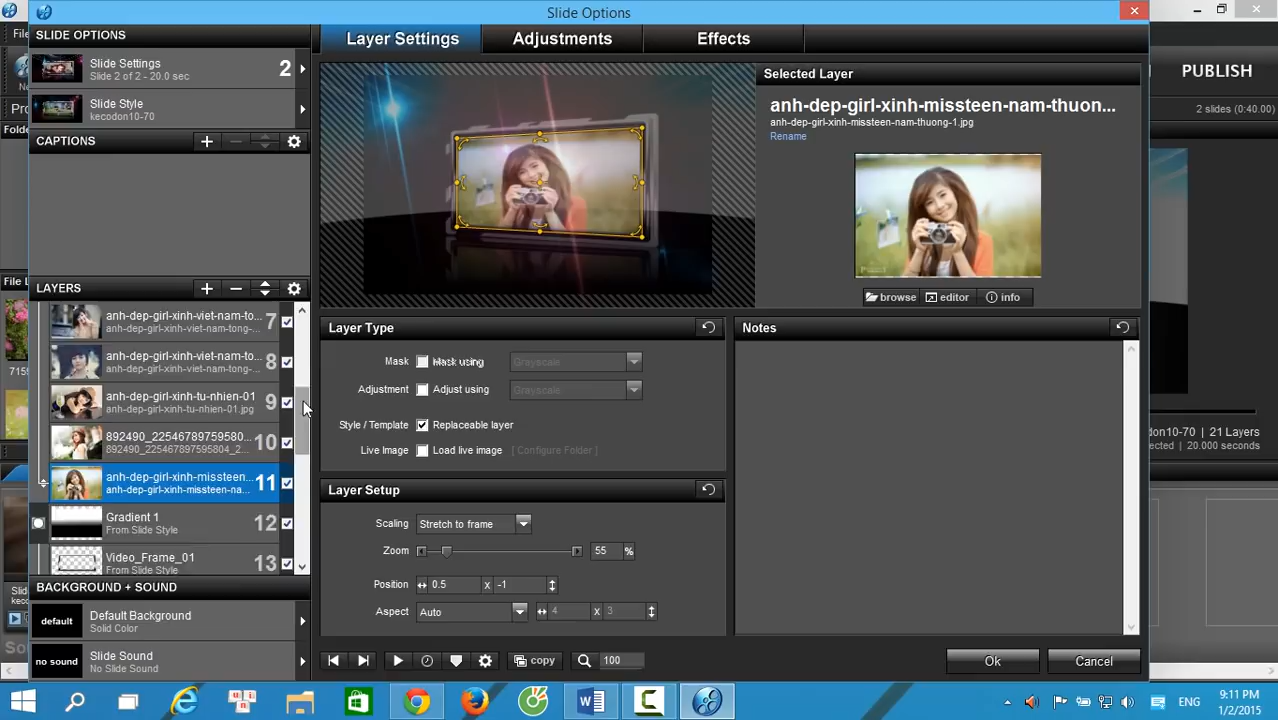 Slide Options
SLIDE OPTIONS
Slide Settings
Slide 2 of 2 - 20.0 sec
2
Slide Style
kecodon10-70
CAPTIONS
LAYERS
anh-dep-girl-xinh-viet-nam-to...
anh-dep-girl-xinh-viet-nam-tong-...
7
anh-dep-girl-xinh-viet-nam-to...
anh-dep-girl-xinh-viet-nam-tong-...
8
anh-dep-girl-xinh-tu-nhien-01
anh-dep-girl-xinh-tu-nhien-01.jpg
9
892490_22546789759580...
892490_225467897595804_2...
10
anh-dep-girl-xinh-missteen...
anh-dep-girl-xinh-missteen-na...
11
Gradient 1
From Slide Style
12
Video_Frame_01
From Slide Style
13
BACKGROUND + SOUND
default
Default Background
Solid Color
no sound
Slide Sound
No Slide Sound
Layer Settings
Adjustments
Effects
Selected Layer
anh-dep-girl-xinh-missteen-nam-thuon...
anh-dep-girl-xinh-missteen-nam-thuong-1.jpg
Rename
browse
editor
info
Layer Type
Mask
Mask using
Grayscale
Adjustment
Adjust using
Grayscale
Style / Template
Replaceable layer
Live Image
Load live image
[ Configure Folder ]
Layer Setup
Scaling
Stretch to frame
Zoom
55
%
Position
0.5
x
-1
Aspect
Auto
4
x
3
Notes
copy
100
Ok
Cancel
PUBLISH
2 slides (0:40.00)
21 Layers
20.000 seconds
ENG
9:11 PM
1/2/2015